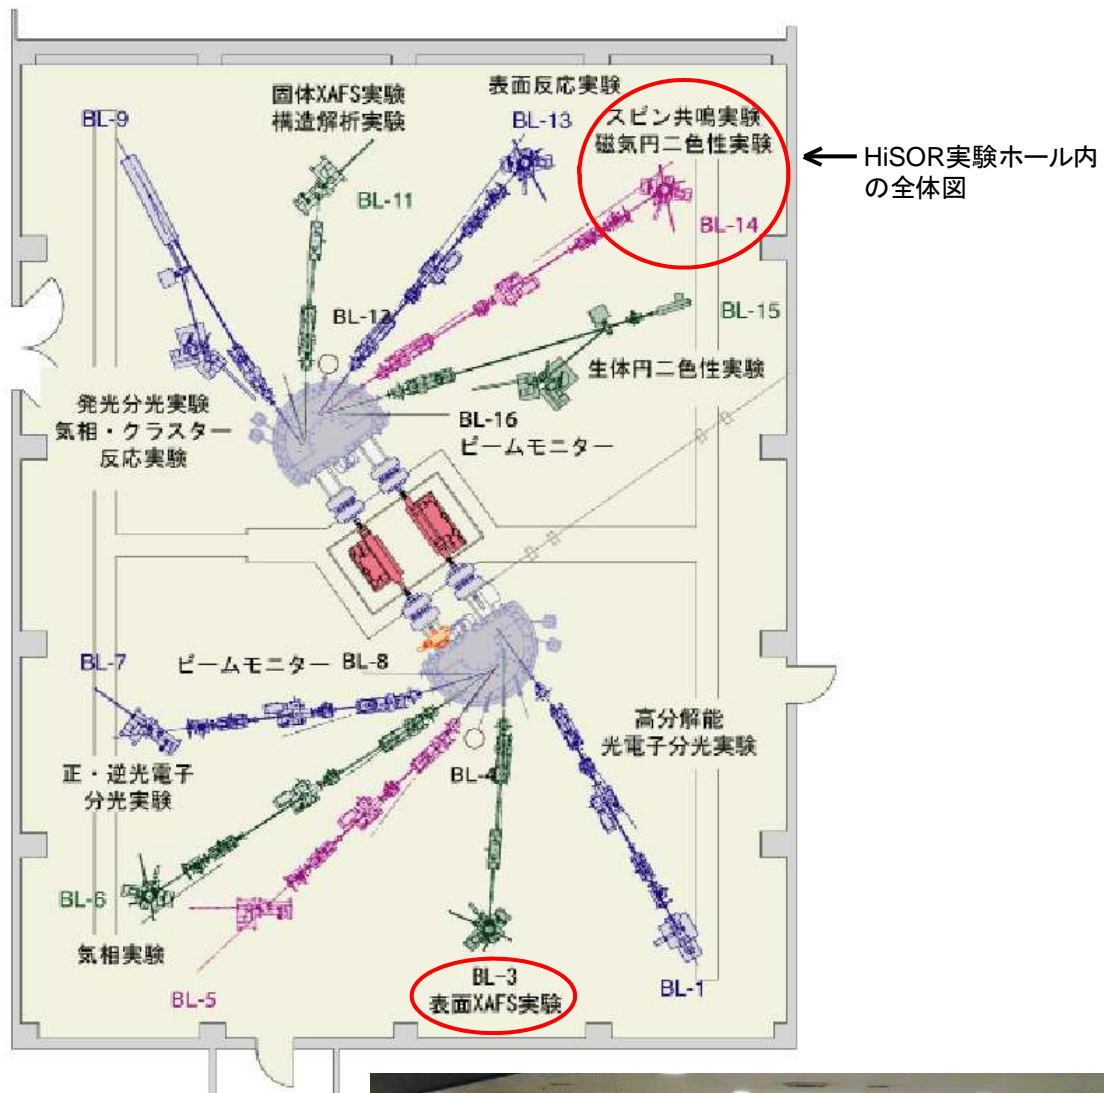 表面反応実験
固体XAFS実験
構造解析実験
BL-9
BL-13
スピン共鳴実験
磁気円二色性実験
← HiSOR実験ホール内
の全体図
BL-11
BL-14
BL-12
BL-15
生体円二色性実験
発光分光実験
気相・クラスター
反応実験
BL-16
ビームモニター
BL-7
ビームモニター BL-8
高分解能
光電子分光実験
正・逆光電子
分光実験
BL-4
BL-6
気相実験
BL-5
BL-3
表面XAFS実験
BL-1